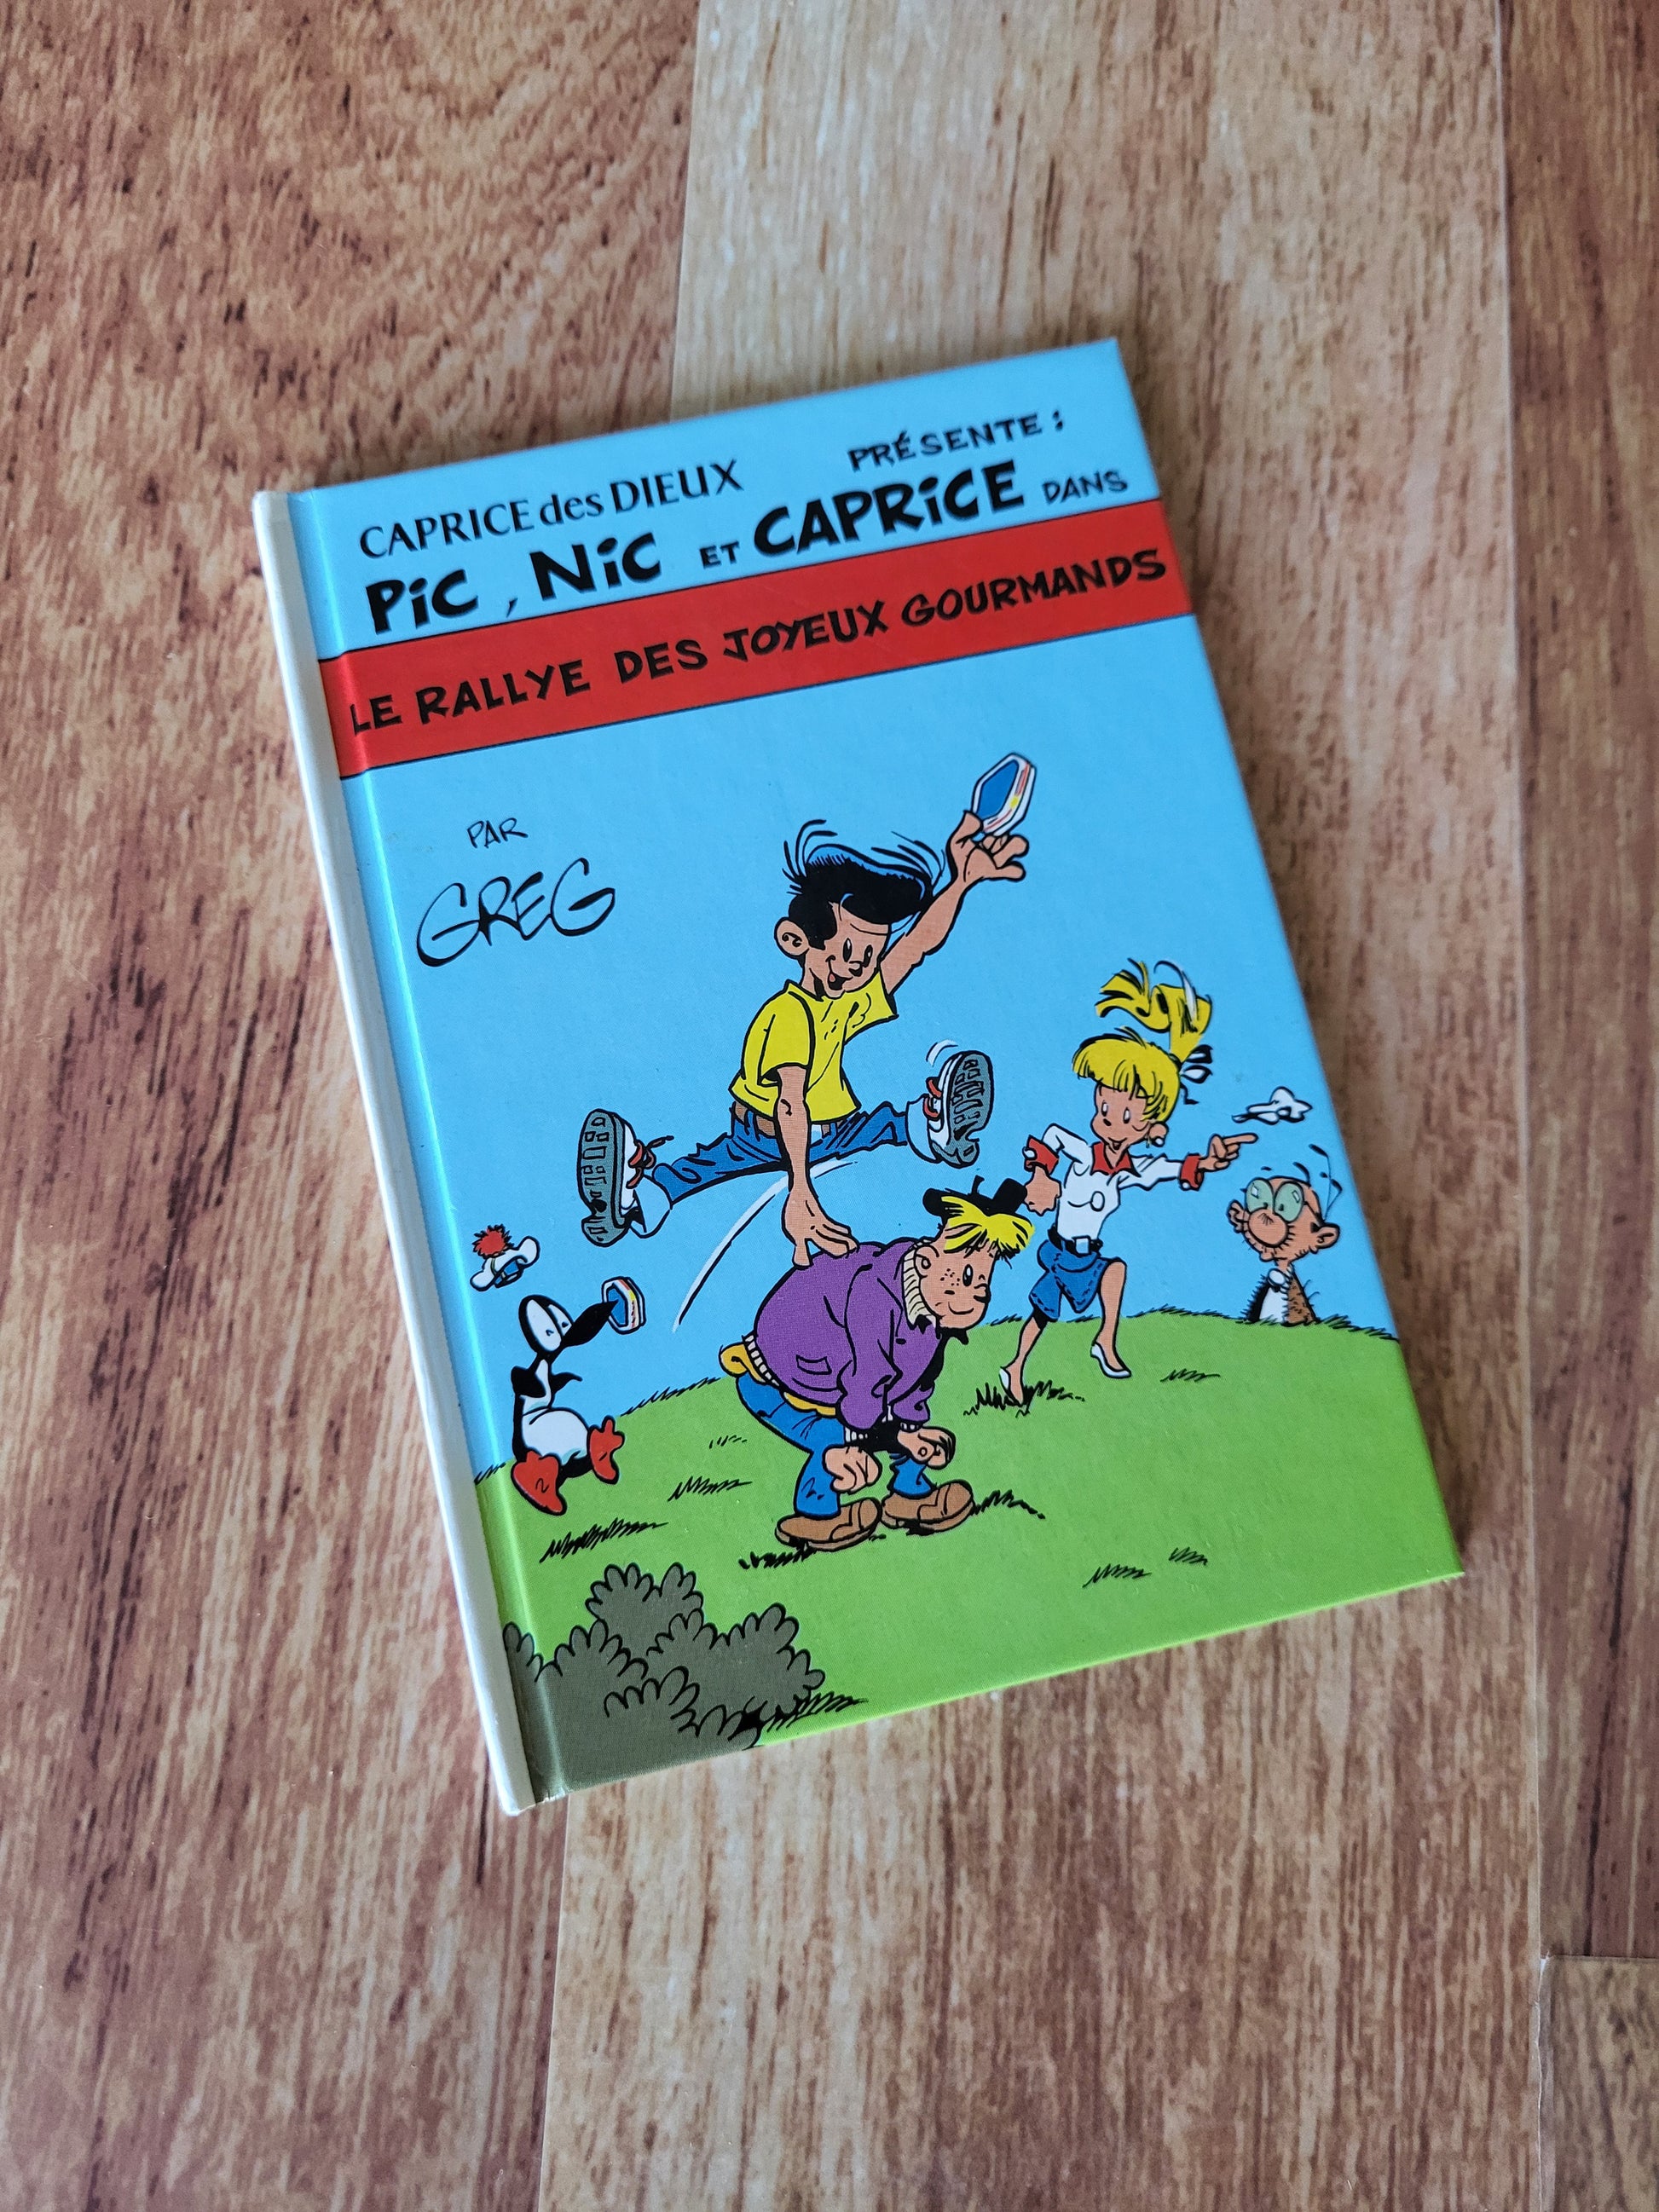 CAPRICE des DIEUX PRÉSENTE :
PiC, NiC ET CAPRiCE DANS
LE RALLYE DES JOYEUX GOURMANDS
PAR
GREG